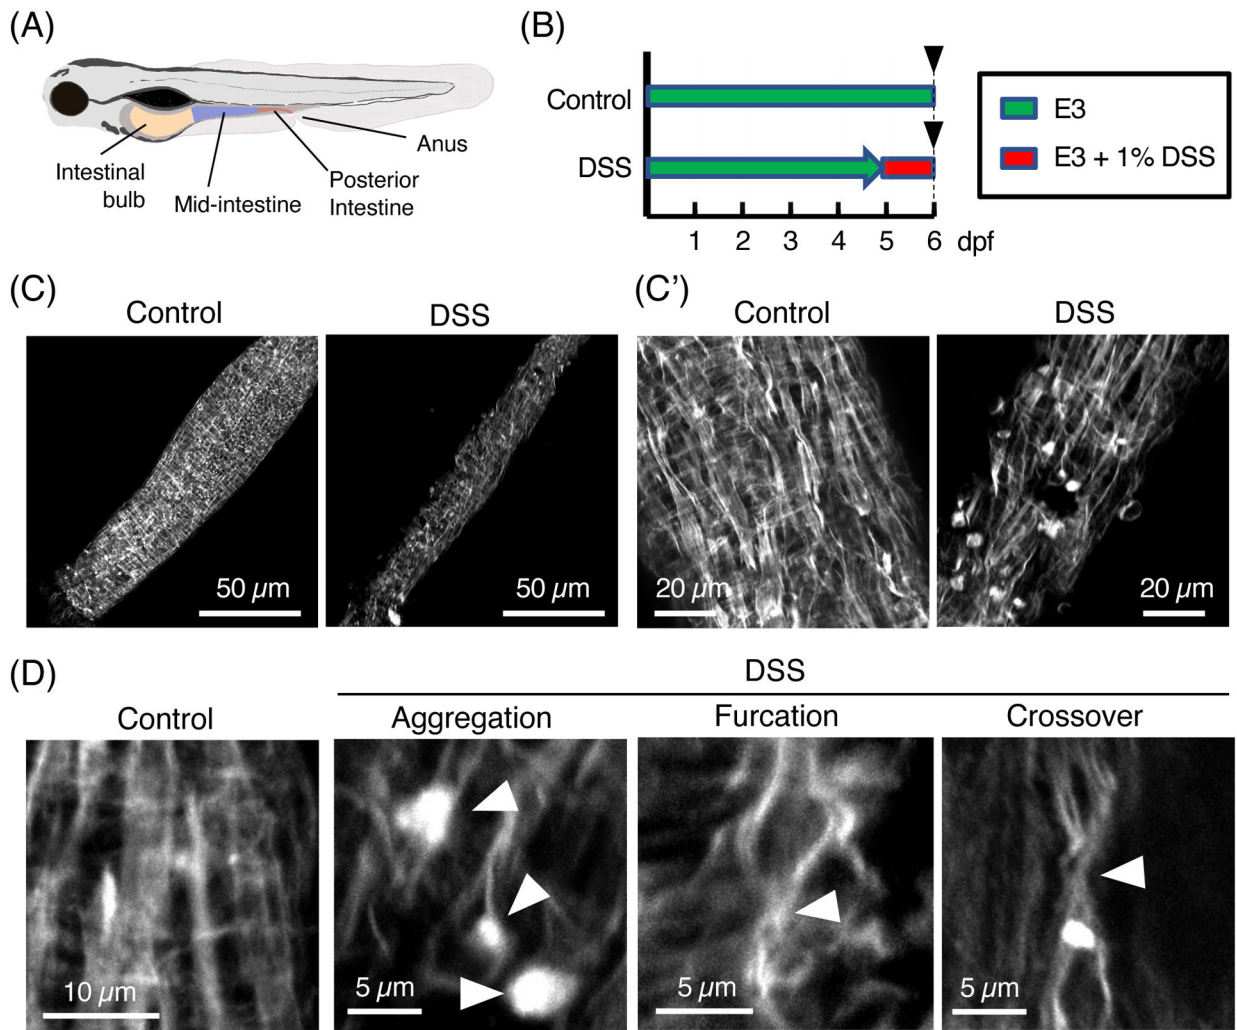 (A)
Intestinal
bulb
Mid-intestine
Posterior
Intestine
Anus
(B)
Control
DSS
1 2 3 4 5 6 dpf
E3
E3 + 1% DSS
(C)
Control
DSS
50 µm
50 µm
(C’)
Control
DSS
20 µm
20 µm
(D)
DSS
Control
Aggregation
Furcation
Crossover
10 µm
5 µm
5 µm
5 µm